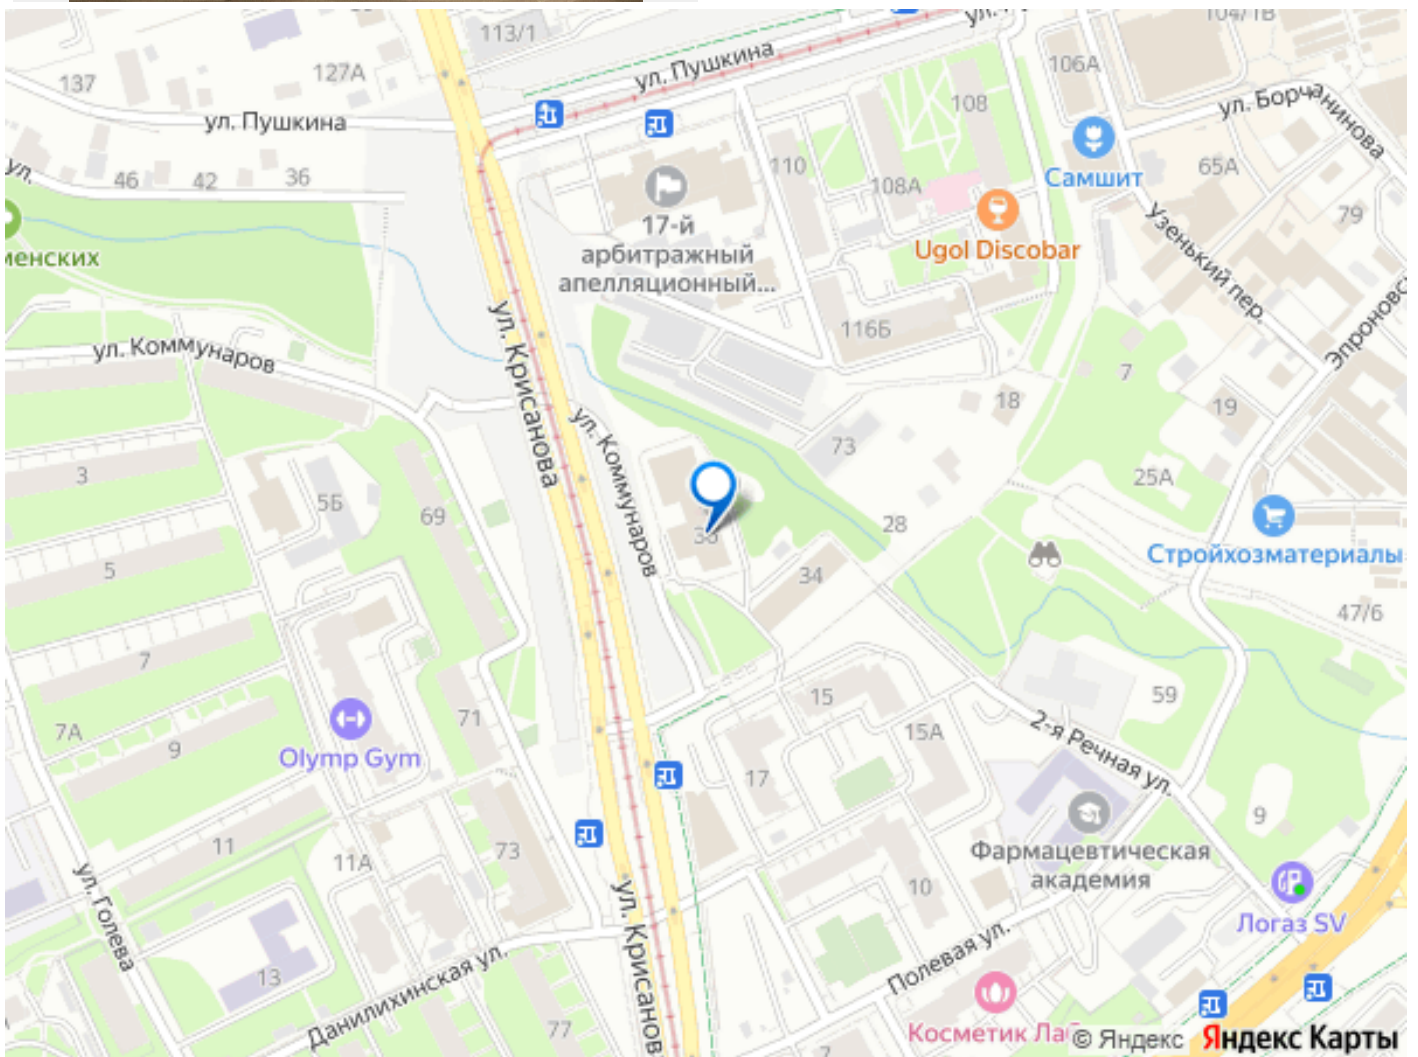 113/1
ул. Пушкина
104/1В
137
127А
106А
108
ул. Борчанинова
ул. Пушкина
110
ул.
46
42
36
108А
65А
Самшит
79
17-й
арбитражный
апелляционный...
Ugol Discobar
Узенький пер.
менских
116Б
ул. Коммунаров
ул. Крисанова
7
18
19
ул. Коммунаров
73
3
5Б
69
25А
28
Стройхозматериалы
5
34
47/6
7
15
59
7А
9
71
15А
2-я Речная ул.
Olymp Gym
17
9
11
11А
73
Фармацевтическая
академия
10
ул. Голева
ул. Крисанова
Логаз SV
13
Данилихинская ул.
Полевая ул.
77
7
Косметик
© Яндекс
Яндекс Карты